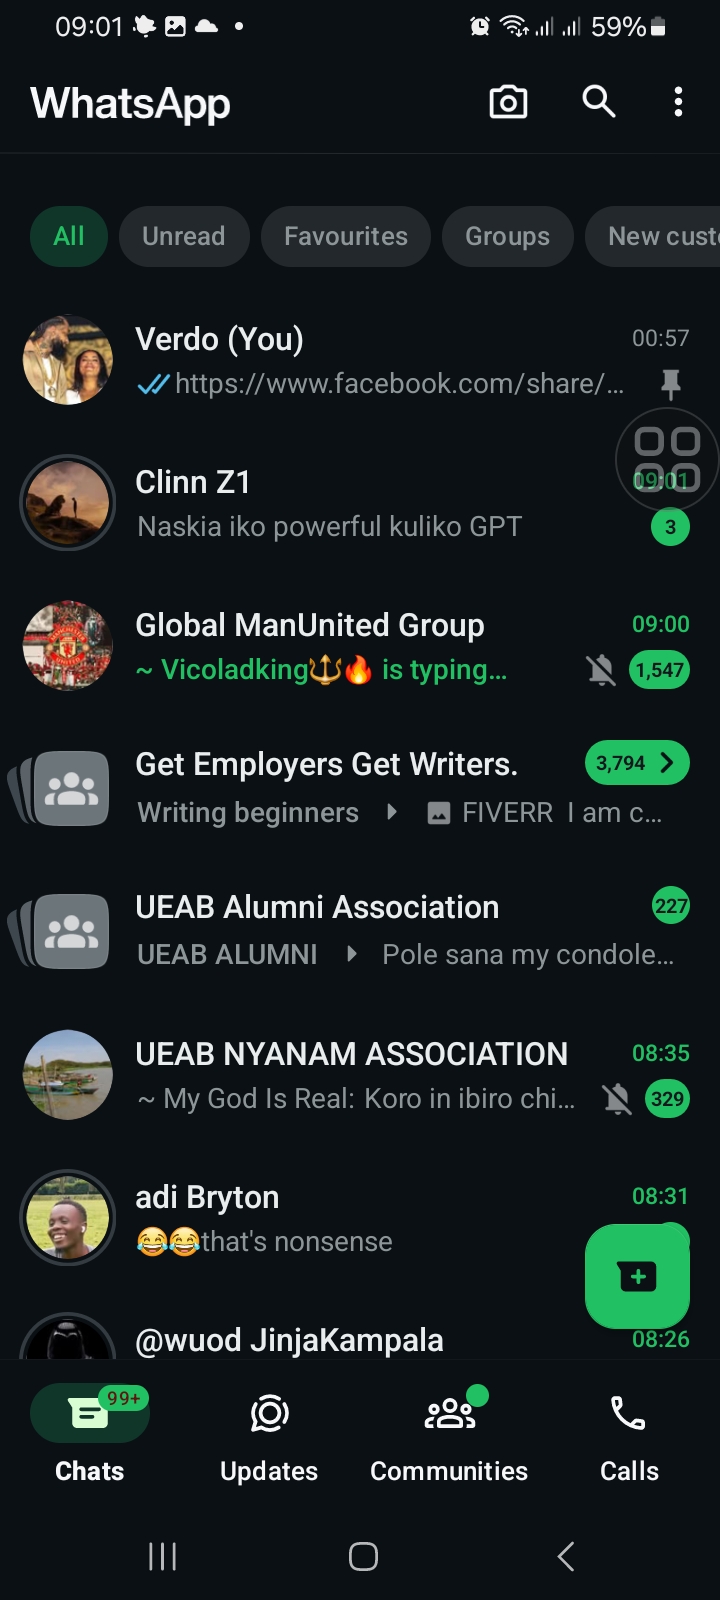 09:01
59%
WhatsApp
All Unread Favourites Groups New custo
Verdo (You) 00:57
https://www.facebook.com/share/...
Clinn Z1 09:01
Naskia iko powerful kuliko GPT 3
Global ManUnited Group 09:00
~ Vicoladking🔱🔥 is typing... 1,547
Get Employers Get Writers. 3,794
Writing beginners FIVERR I am c...
UEAB Alumni Association 227
UEAB ALUMNI Pole sana my condole...
UEAB NYANAM ASSOCIATION 08:35
~ My God Is Real: Koro in ibiro chi... 329
adi Bryton 08:31
😂😂that's nonsense
@wuod JinjaKampala 08:26
99+
Chats Updates Communities Calls